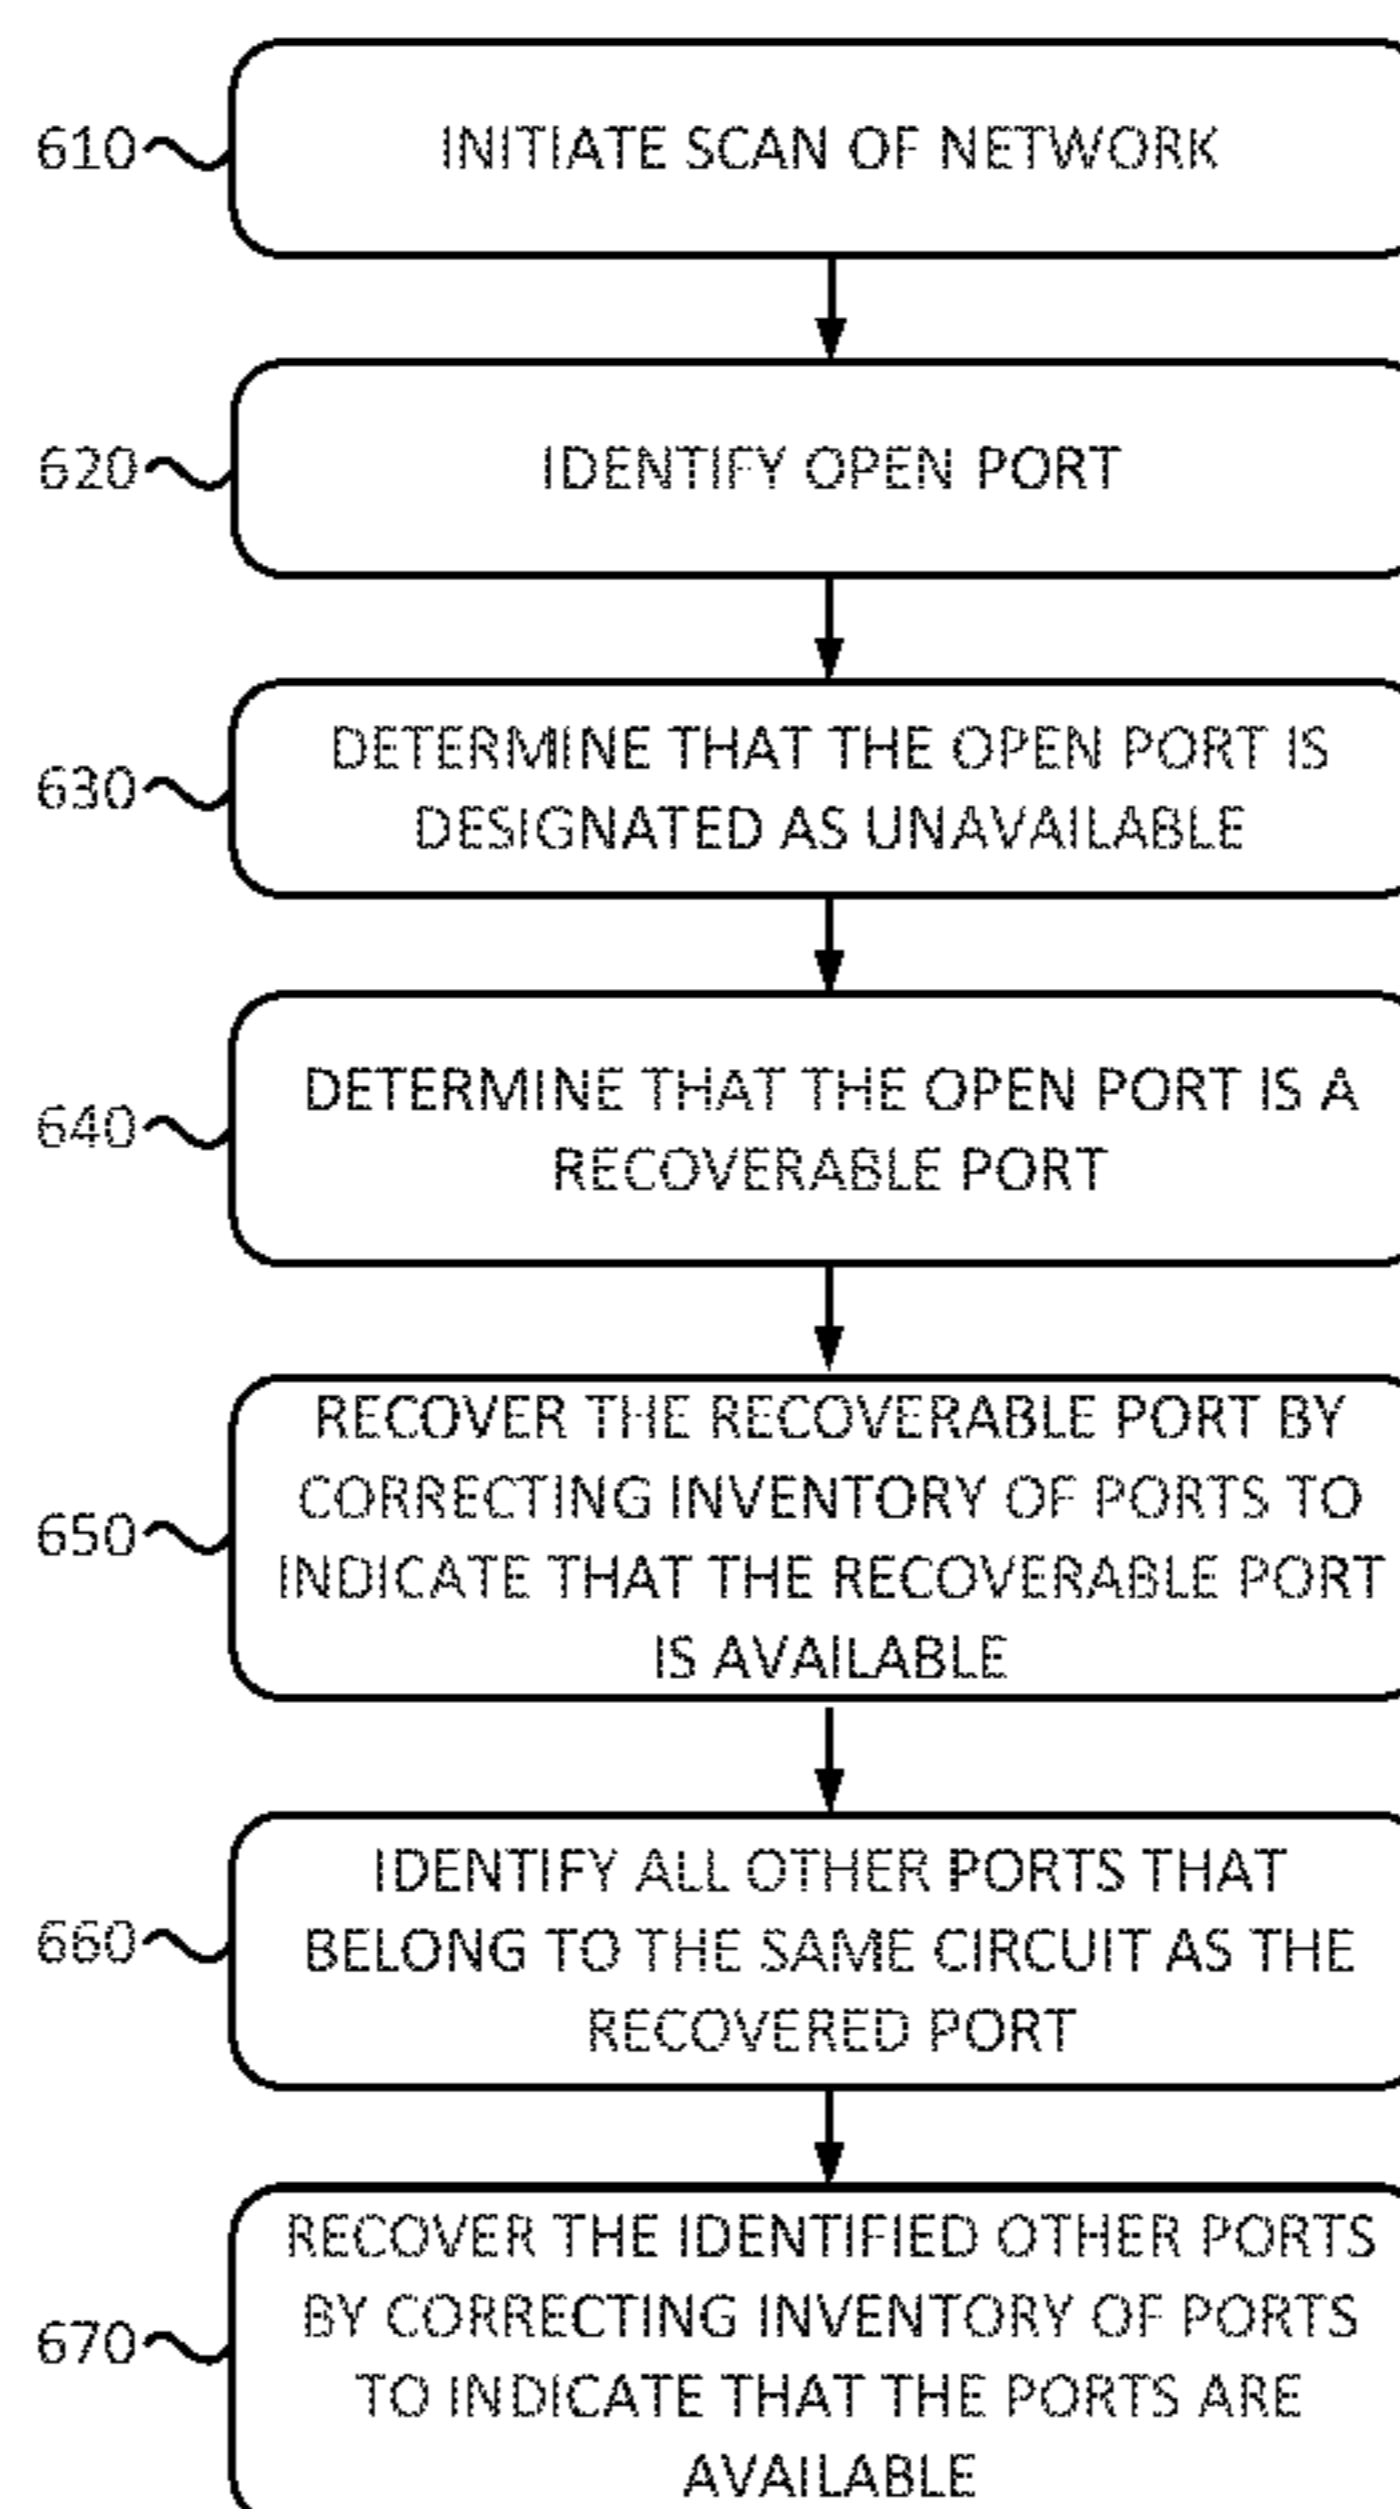 610
INITIATE SCAN OF NETWORK
620
IDENTIFY OPEN PORT
630
DETERMINE THAT THE OPEN PORT IS
DESIGNATED AS UNAVAILABLE
640
DETERMINE THAT THE OPEN PORT IS A
RECOVERABLE PORT
650
RECOVER THE RECOVERABLE PORT BY
CORRECTING INVENTORY OF PORTS TO
INDICATE THAT THE RECOVERABLE PORT
IS AVAILABLE
660
IDENTIFY ALL OTHER PORTS THAT
BELONG TO THE SAME CIRCUIT AS THE
RECOVERED PORT
670
RECOVER THE IDENTIFIED OTHER PORTS
BY CORRECTING INVENTORY OF PORTS
TO INDICATE THAT THE PORTS ARE
AVAILABLE